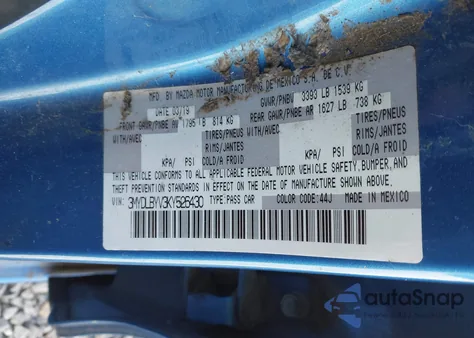 MFD. BY MAZDA MOTOR MANUFACTURING DE MEXICO S.A. DE C.V.
DATE 03/19 GVWR/PNBV 3393 LB 1539 KG
FRONT GAWR/PNBE AV 1785 LB 814 KG REAR GAWR/PNBE AR 1627 LB 738 KG
WITH/AVEC TIRES/PNEUS WITH/AVEC TIRES/PNEUS
RIMS/JANTES RIMS/JANTES
KPA/ PSI COLD/A FROID KPA/ PSI COLD/A FROID
THIS VEHICLE CONFORMS TO ALL APPLICABLE FEDERAL MOTOR VEHICLE SAFETY, BUMPER, AND
THEFT PREVENTION STANDARDS IN EFFECT ON THE DATE OF MANUFACTURE SHOWN ABOVE.
VIN: 3MYDLBYV3KY526430 TYPE:PASS CAR COLOR CODE:44J MADE IN MEXICO
autoSnap